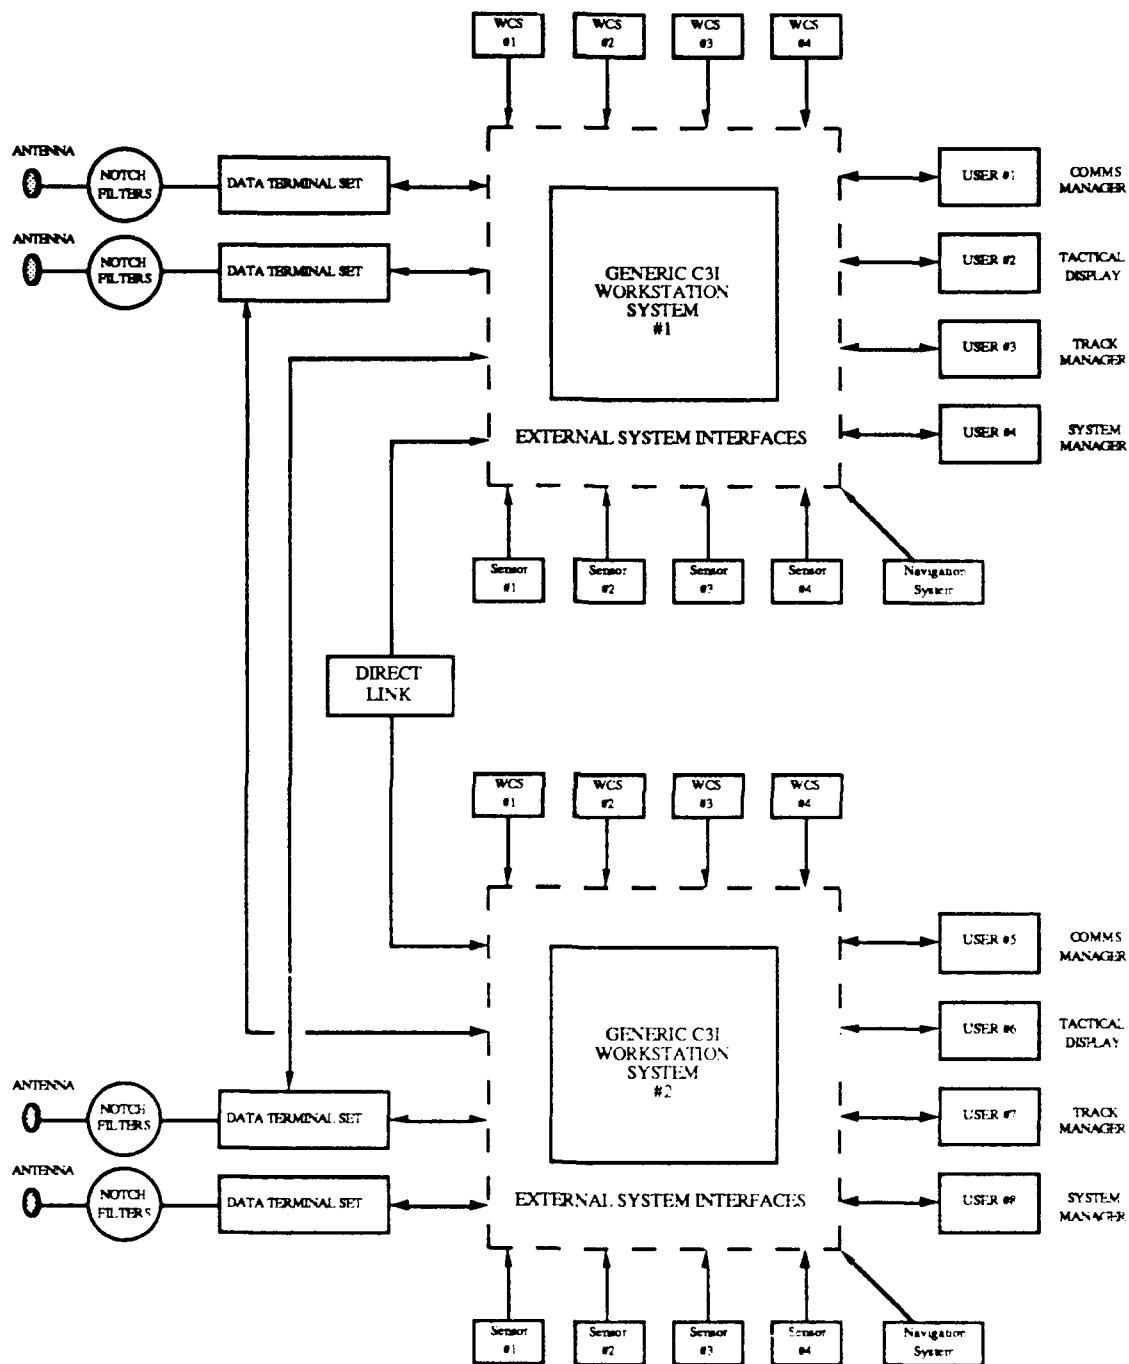 WCS
#1
WCS
#2
WCS
#3
WCS
#4
ANTENNA
NOTCH
FILTERS
DATA TERMINAL SET
ANTENNA
NOTCH
FILTERS
DATA TERMINAL SET
GENERIC C3I
WORKSTATION
SYSTEM
#1
EXTERNAL SYSTEM INTERFACES
USER #1
COMMS
MANAGER
USER #2
TACTICAL
DISPLAY
USER #3
TRACK
MANAGER
USER #4
SYSTEM
MANAGER
Sensor
#1
Sensor
#2
Sensor
#3
Sensor
#4
Navigation
System
DIRECT
LINK
WCS
#1
WCS
#2
WCS
#3
WCS
#4
GENERIC C3I
WORKSTATION
SYSTEM
#2
EXTERNAL SYSTEM INTERFACES
USER #5
COMMS
MANAGER
USER #6
TACTICAL
DISPLAY
USER #7
TRACK
MANAGER
USER #8
SYSTEM
MANAGER
ANTENNA
NOTCH
FILTERS
DATA TERMINAL SET
ANTENNA
NOTCH
FILTERS
DATA TERMINAL SET
Sensor
#1
Sensor
#2
Sensor
#3
Sensor
#4
Navigation
System